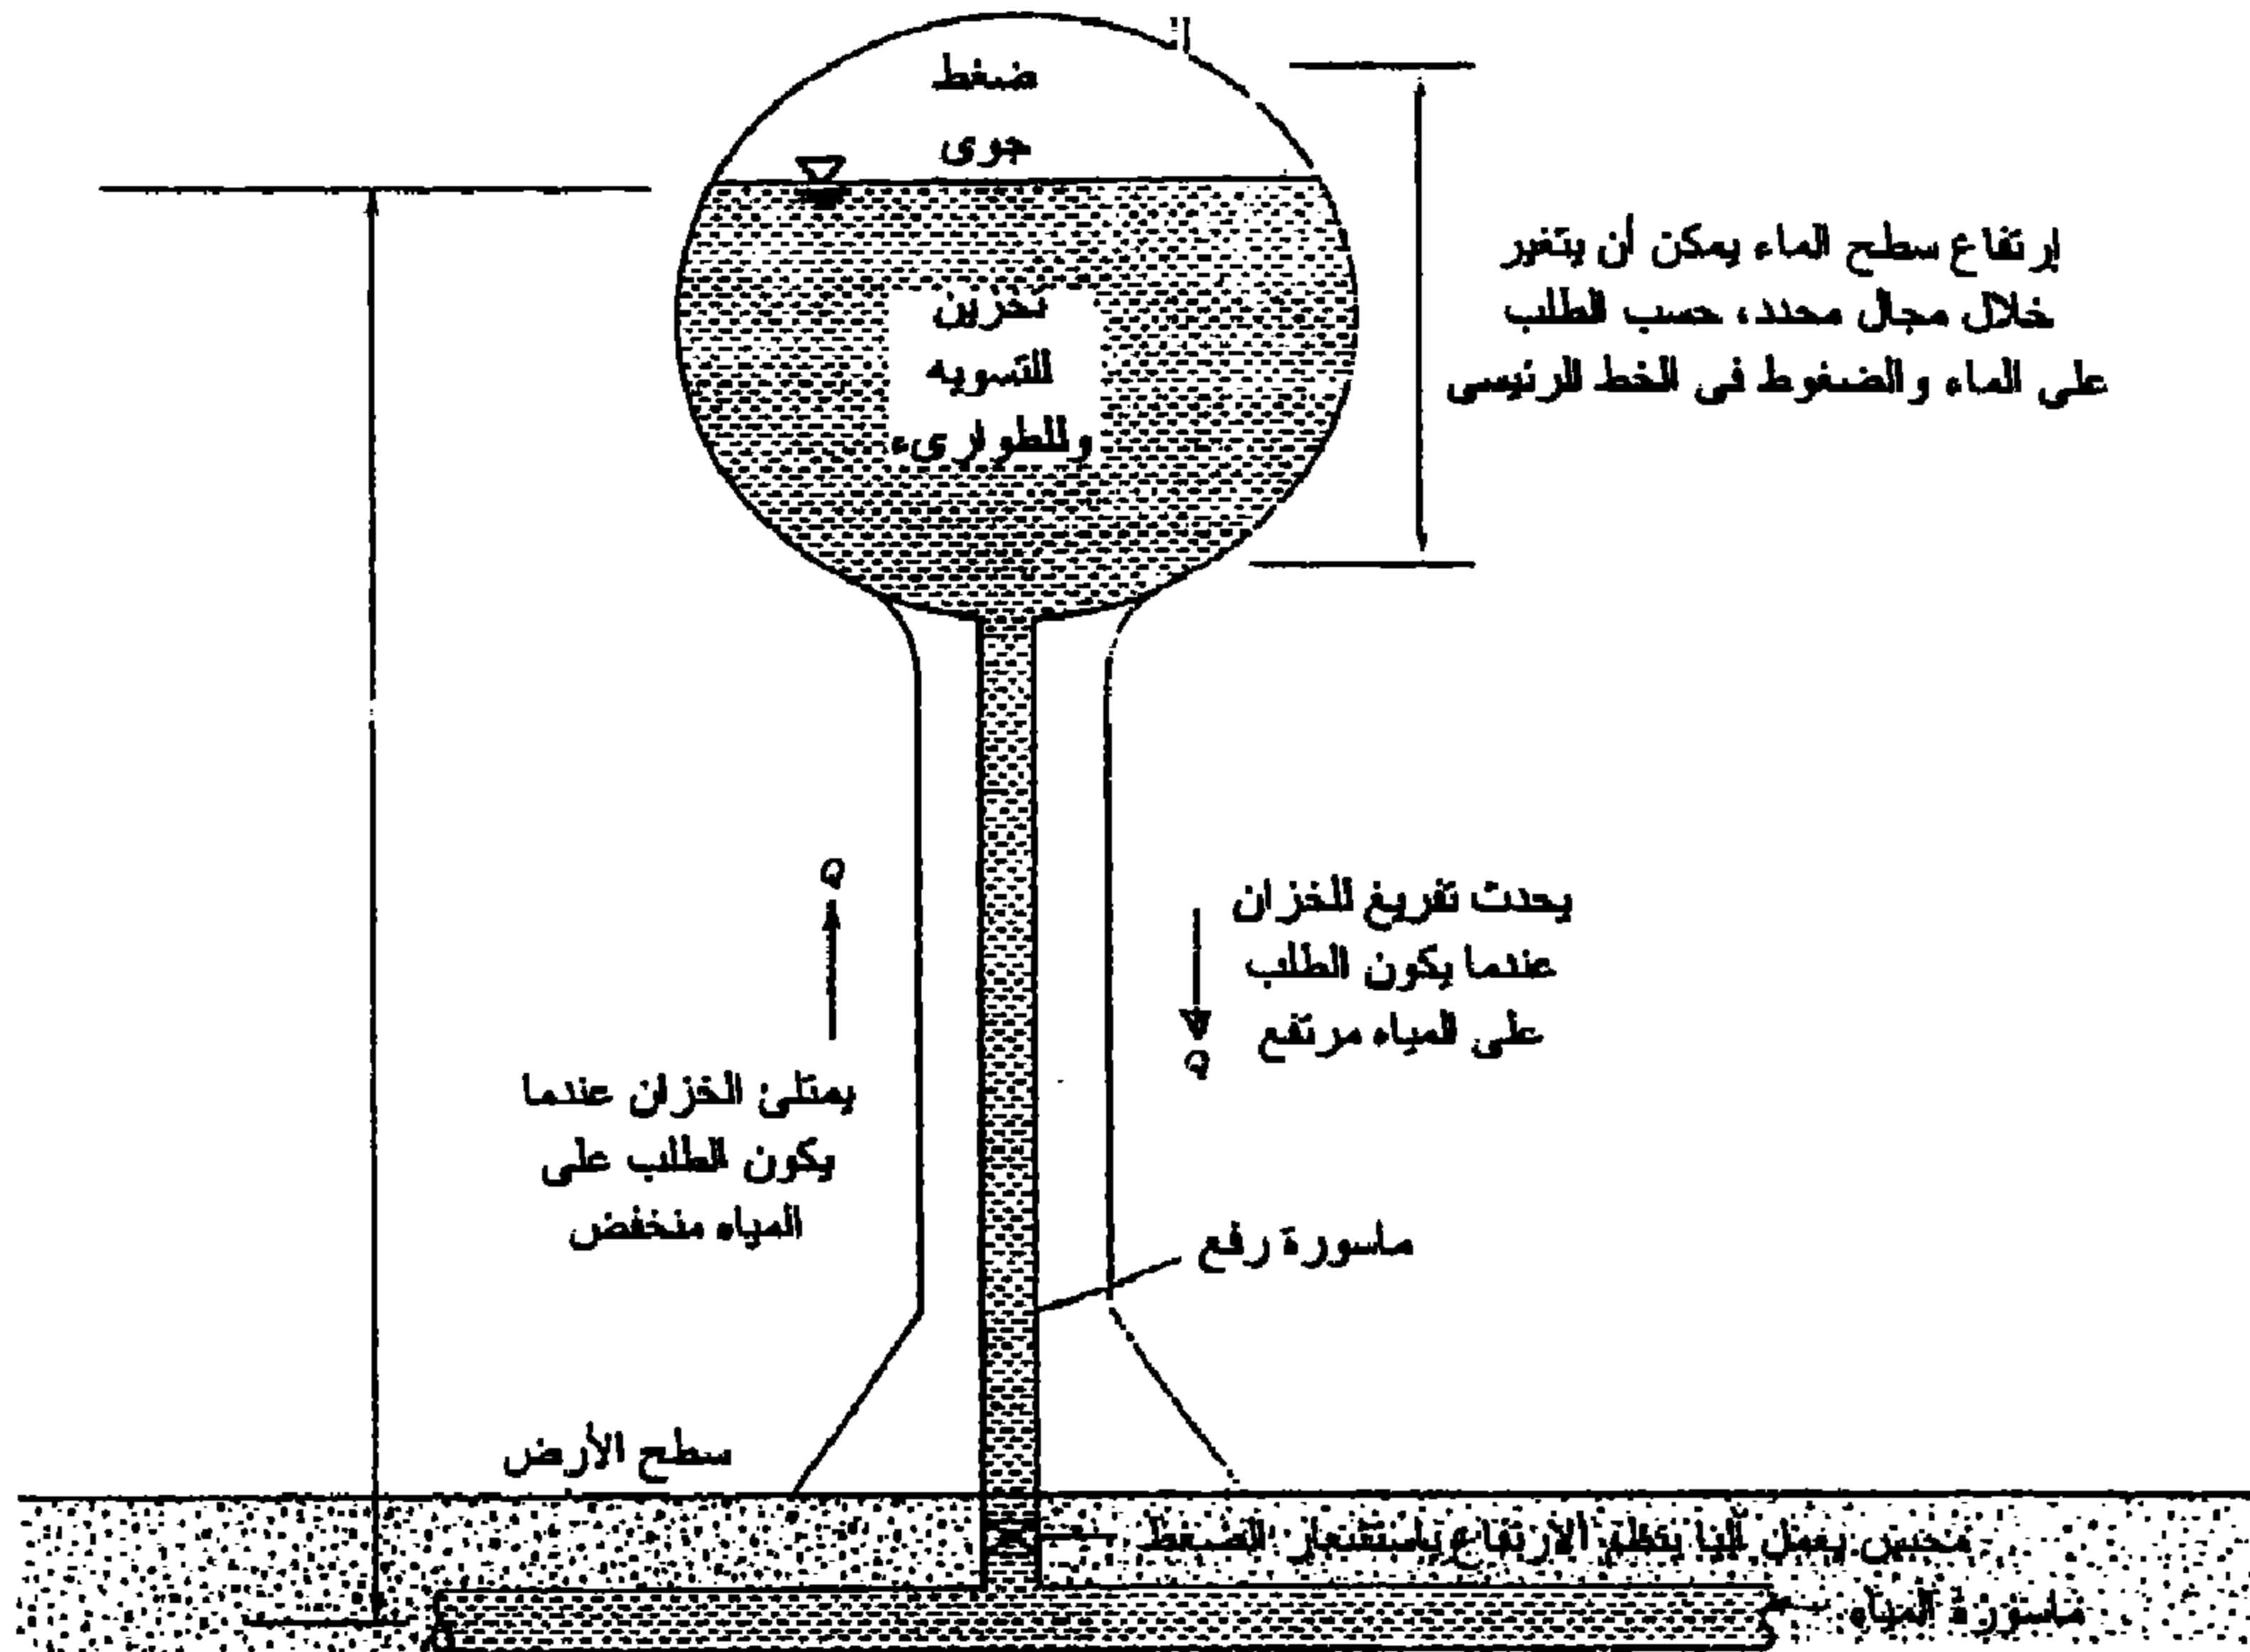 ضغط
جوى
إرتفاع سطح الماء يمكن أن يتغير
خلال مجال محدد، حسب الطلب
على الماء والضغوط فى الخط الرئيسى
تخزين
للتسويه
وللطوارىء
Q
يحدث تفريغ للخزان
عندما يكون الطلب
على المياه مرتفع
Q
يمتلئ الخزان عندما
يكون الطلب على
المياه منخفض
ماسورة رفع
سطح الأرض
محبس يعمل آليا بنظم الارتفاع باستشعار الضغط
ماسورة المياه